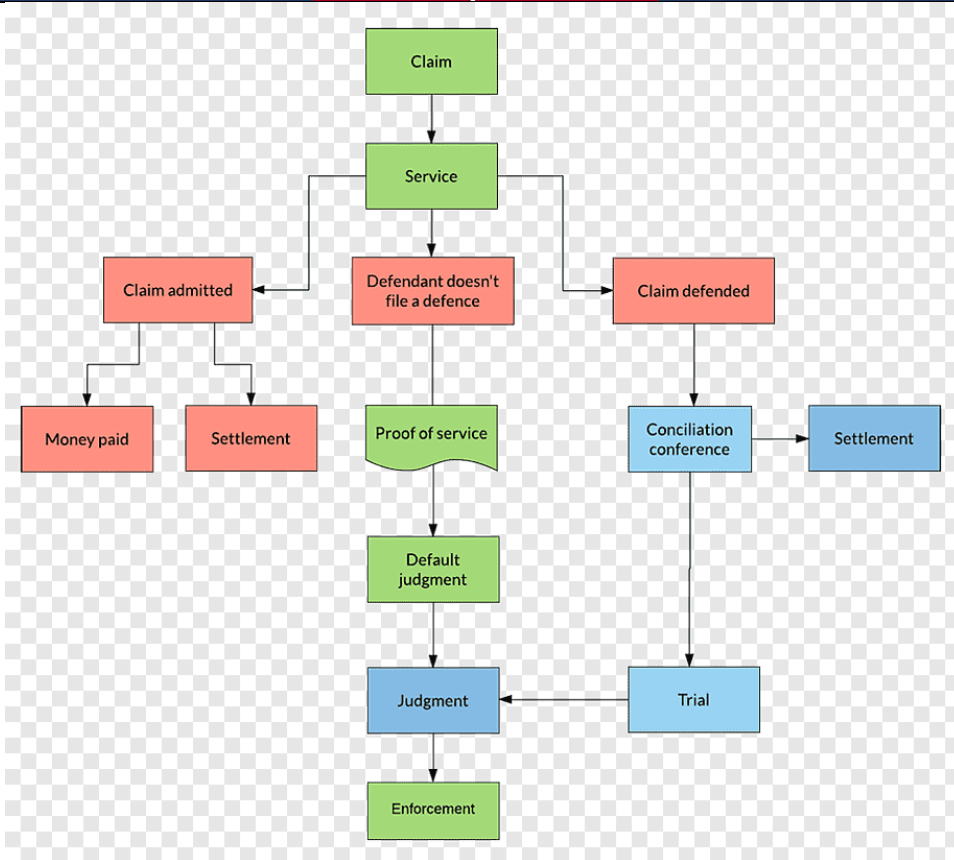 Claim
Service
Claim admitted
Defendant doesn't
file a defence
Claim defended
Money paid
Settlement
Proof of service
Conciliation
conference
Settlement
Default
judgment
Judgment
Trial
Enforcement